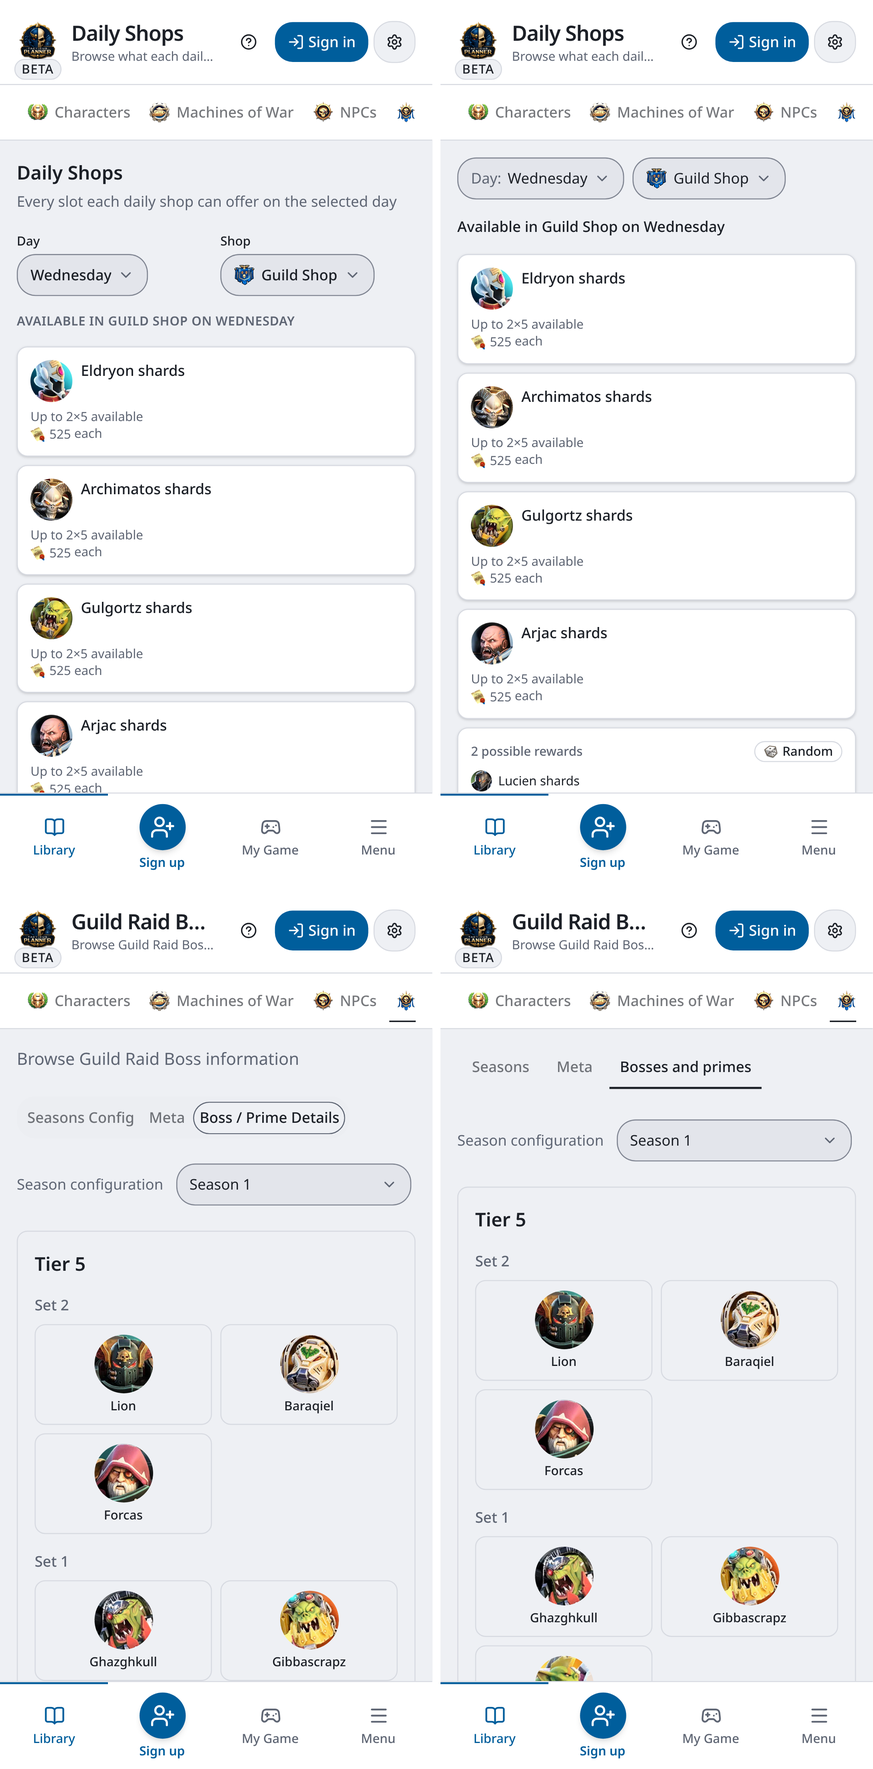 Daily Shops
Browse what each dail...
Sign in
PLANNER
BETA
Characters
Machines of War
NPCs
Daily Shops
Every slot each daily shop can offer on the selected day
Day
Shop
Wednesday
Guild Shop
AVAILABLE IN GUILD SHOP ON WEDNESDAY
Eldryon shards
Up to 2×5 available
525 each
Archimatos shards
Up to 2×5 available
525 each
Gulgortz shards
Up to 2×5 available
525 each
Arjac shards
Up to 2×5 available
525 each
Library
Sign up
My Game
Menu
Daily Shops
Browse what each dail...
Sign in
PLANNER
BETA
Characters
Machines of War
NPCs
Day: Wednesday
Guild Shop
Available in Guild Shop on Wednesday
Eldryon shards
Up to 2×5 available
525 each
Archimatos shards
Up to 2×5 available
525 each
Gulgortz shards
Up to 2×5 available
525 each
Arjac shards
Up to 2×5 available
525 each
2 possible rewards
Random
Lucien shards
Library
Sign up
My Game
Menu
Guild Raid B...
Browse Guild Raid Bos...
Sign in
PLANNER
BETA
Characters
Machines of War
NPCs
Browse Guild Raid Boss information
Seasons Config
Meta
Boss / Prime Details
Season configuration
Season 1
Tier 5
Set 2
Lion
Baraqiel
Forcas
Set 1
Ghazghkull
Gibbascrapz
Library
Sign up
My Game
Menu
Guild Raid B...
Browse Guild Raid Bos...
Sign in
PLANNER
BETA
Characters
Machines of War
NPCs
Seasons
Meta
Bosses and primes
Season configuration
Season 1
Tier 5
Set 2
Lion
Baraqiel
Forcas
Set 1
Ghazghkull
Gibbascrapz
Library
Sign up
My Game
Menu